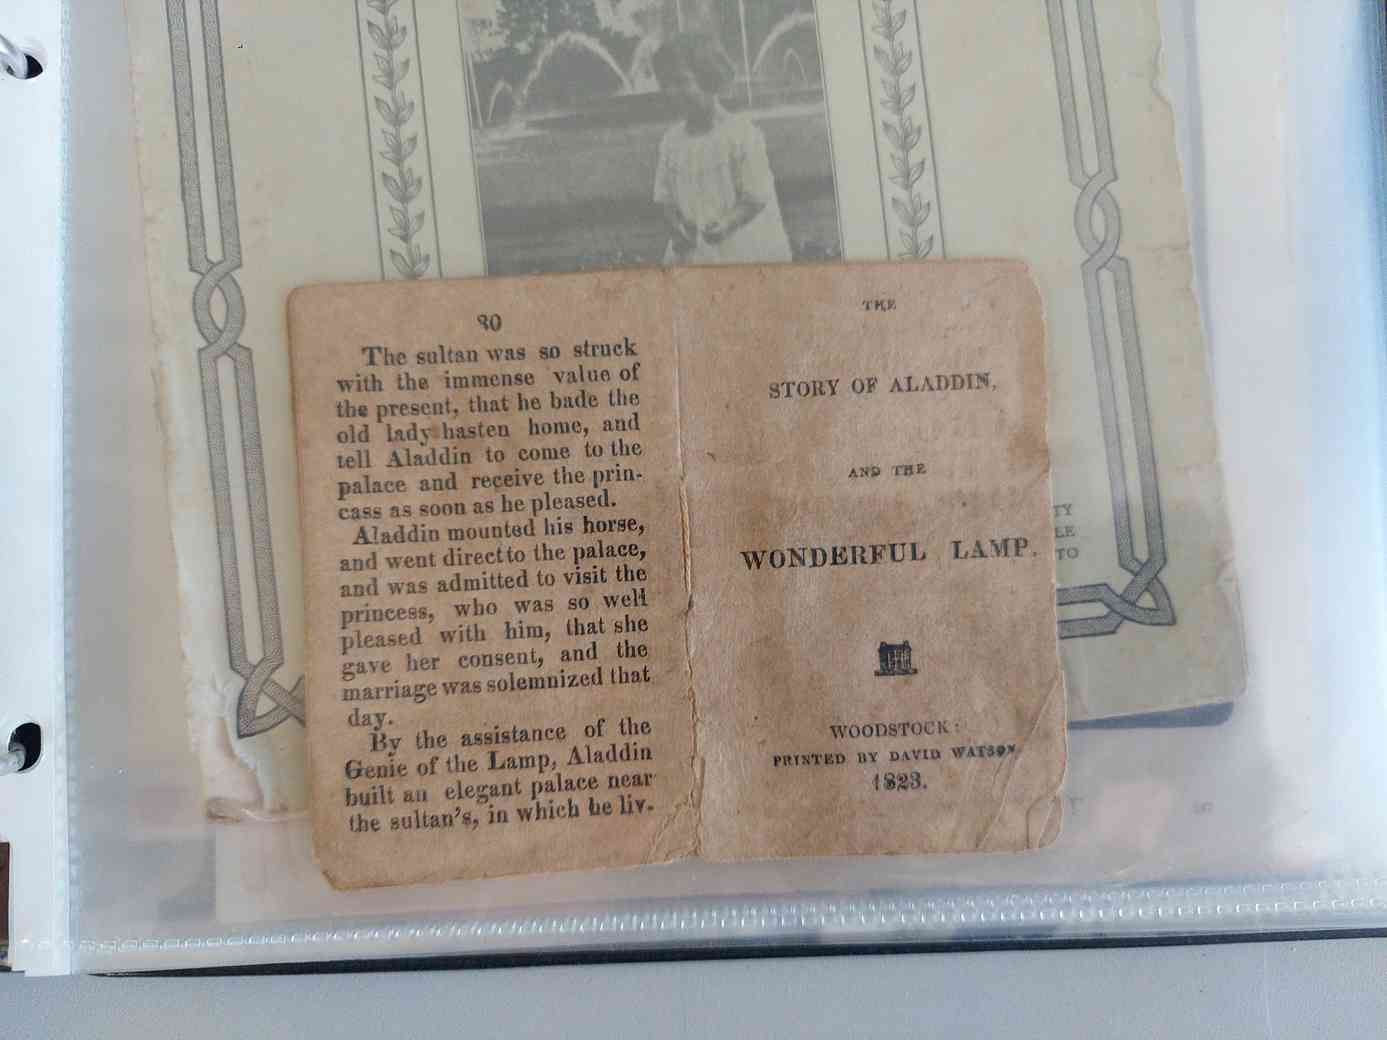 30
The sultan was so struck
with the immense value of
the present, that he bade the
old lady hasten home, and
tell Aladdin to come to the
palace and receive the prin-
cass as soon as he pleased.
Aladdin mounted his horse,
and went direct to the palace,
and was admitted to visit the
princess, who was so well
pleased with him, that she
gave her consent, and the
marriage was solemnized that
day.
By the assistance of the
Genie of the Lamp, Aladdin
built an elegant palace near
the sultan's, in which he liv-
THE
STORY OF ALADDIN,
AND THE
WONDERFUL LAMP.
WOODSTOCK:
PRINTED BY DAVID WATSON
1823.
TY
LE
TO